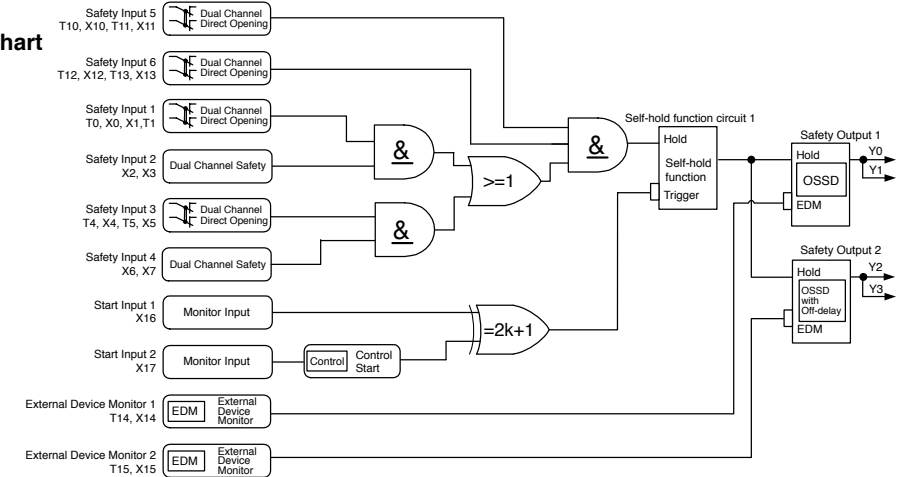 hart
Safety Input 5
T10, X10, T11, X11
Dual Channel
Direct Opening
Safety Input 6
T12, X12, T13, X13
Dual Channel
Direct Opening
Safety Input 1
T0, X0, X1,T1
Dual Channel
Direct Opening
Safety Input 2
X2, X3
Dual Channel Safety
Safety Input 3
T4, X4, T5, X5
Dual Channel
Direct Opening
Safety Input 4
X6, X7
Dual Channel Safety
Start Input 1
X16
Monitor Input
Start Input 2
X17
Monitor Input
Control
Control
Start
External Device Monitor 1
T14, X14
EDM
External
Device
Monitor
External Device Monitor 2
T15, X15
EDM
External
Device
Monitor
&
&
>=1
=2k+1
&
Self-hold function circuit 1
Hold
Self-hold
function
Trigger
Safety Output 1
Hold
OSSD
EDM
Y0
Y1
Safety Output 2
Hold
OSSD
with
Off-delay
EDM
Y2
Y3